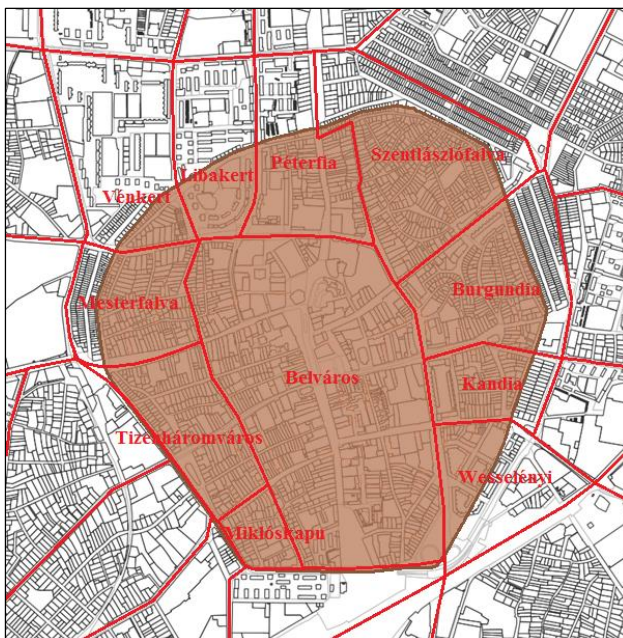 Péterfia
Szentlászlófalva
Libakert
Vénkert
Mesterfalva
Burgundia
Belváros
Kandia
Tizenháromváros
Wesselényi
Miklóskapu